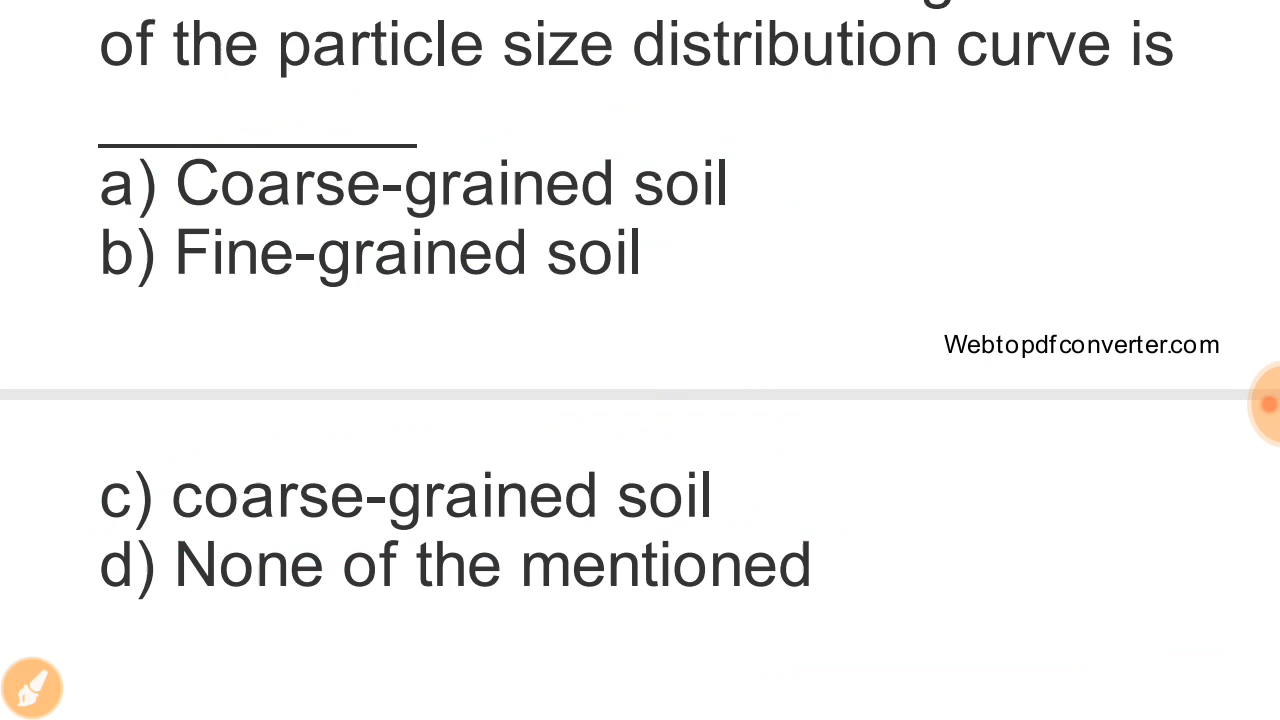 of the particle size distribution curve is
____________
a) Coarse-grained soil
b) Fine-grained soil
Webtopdfconverter.com
c) coarse-grained soil
d) None of the mentioned